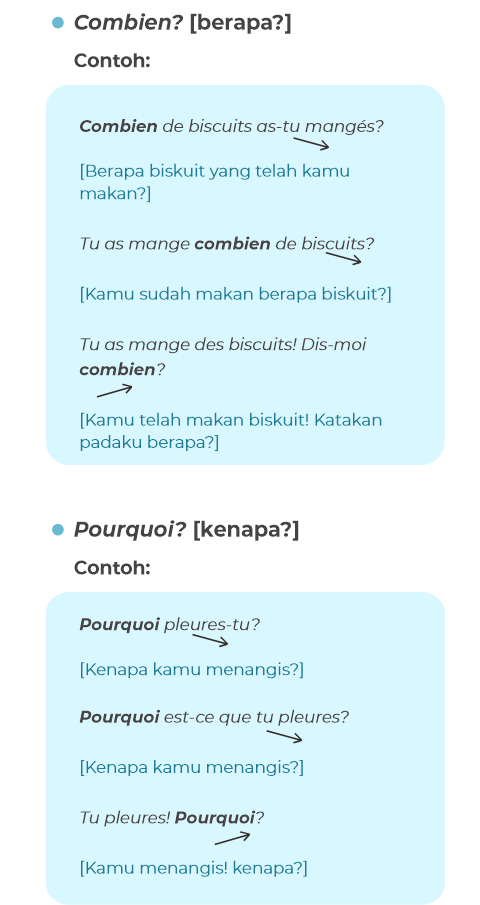 Combien? [berapa?]
Contoh:
Combien de biscuits as-tu mangés?
[Berapa biskuit yang telah kamu
makan?]
Tu as mange combien de biscuits?
[Kamu sudah makan berapa biskuit?]
Tu as mange des biscuits! Dis-moi
combien?
[Kamu telah makan biskuit! Katakan
padaku berapa?]
Pourquoi? [kenapa?]
Contoh:
Pourquoi pleures-tu?
[Kenapa kamu menangis?]
Pourquoi est-ce que tu pleures?
[Kenapa kamu menangis?]
Tu pleures! Pourquoi?
[Kamu menangis! kenapa?]